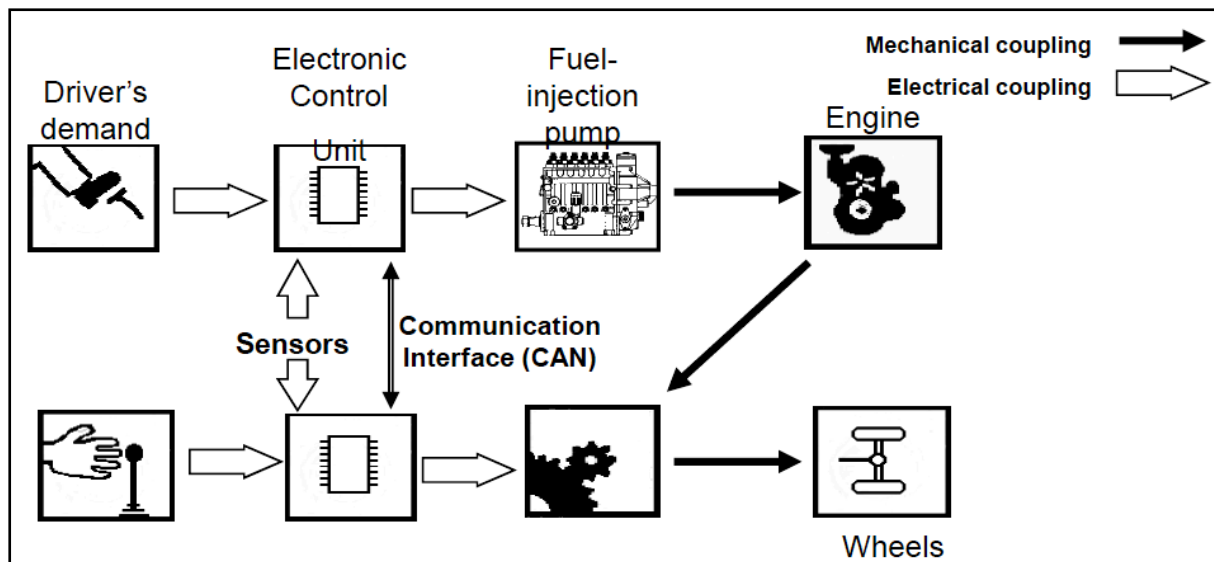 Mechanical coupling
Electrical coupling
Driver’s
demand
Electronic
Control
Unit
Fuel-
injection
pump
Engine
Sensors
Communication
Interface (CAN)
Wheels